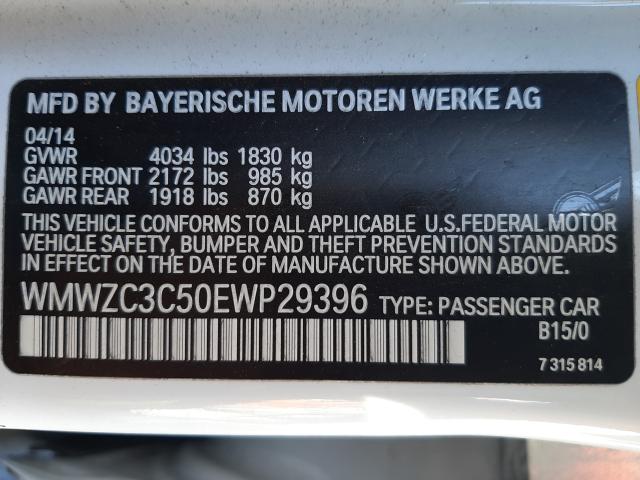 MFD BY BAYERISCHE MOTOREN WERKE AG
04/14
GVWR 4034 lbs 1830 kg
GAWR FRONT 2172 lbs 985 kg
GAWR REAR 1918 lbs 870 kg
THIS VEHICLE CONFORMS TO ALL APPLICABLE U.S.FEDERAL MOTOR
VEHICLE SAFETY, BUMPER AND THEFT PREVENTION STANDARDS
IN EFFECT ON THE DATE OF MANUFACTURE SHOWN ABOVE.
WMWZC3C50EWP29396 TYPE: PASSENGER CAR
B15/0
7 315 814